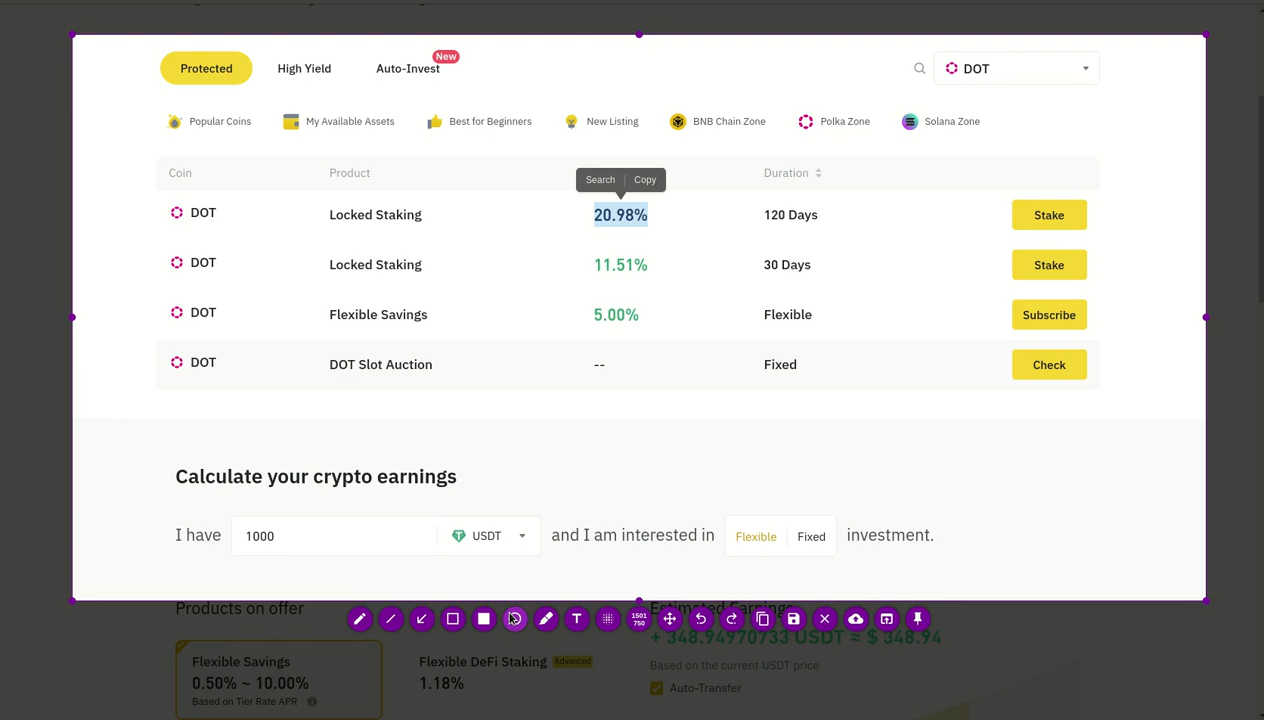 Protected
High Yield
Auto-Invest
New
DOT
Popular Coins
My Available Assets
Best for Beginners
New Listing
BNB Chain Zone
Polka Zone
Solana Zone
Coin Product Duration
Search Copy
DOT Locked Staking 20.98% 120 Days Stake
DOT Locked Staking 11.51% 30 Days Stake
DOT Flexible Savings 5.00% Flexible Subscribe
DOT DOT Slot Auction -- Fixed Check
Calculate your crypto earnings
I have 1000 USDT and I am interested in Flexible Fixed investment.
Products on offer
Estimated Earnings
T
1501
750
+ 348.94970733 USDT ≈ $ 348.94
Flexible Savings
0.50% ~ 10.00%
Based on Tier Rate APR
Flexible DeFi Staking Advanced
1.18%
Based on the current USDT price
Auto-Transfer